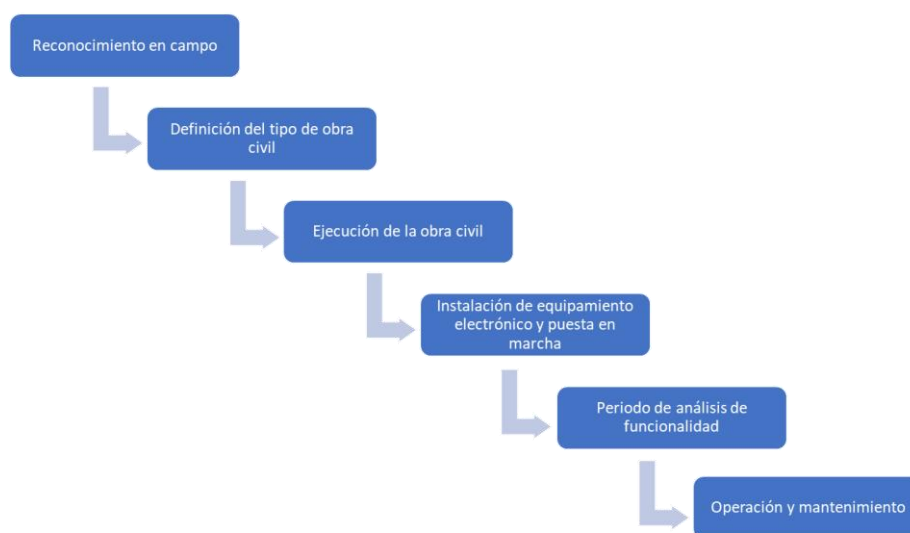 Reconocimiento en campo
Definición del tipo de obra
civil
Ejecución de la obra civil
Instalación de equipamiento
electrónico y puesta en
marcha
Periodo de análisis de
funcionalidad
Operación y mantenimiento